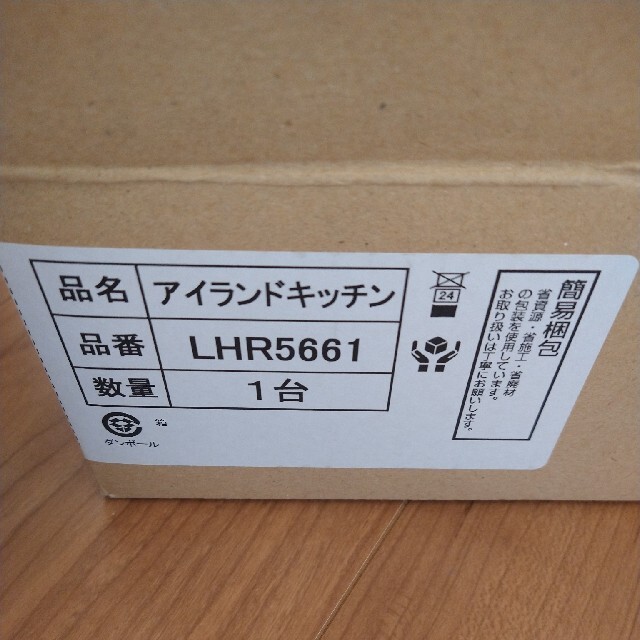 品名 アイランドキッチン
品番 LHR5661
数量 1台
ダンボール
24
簡易梱包
省資源・省施工・省廃材
の包装を使用しています。
お取り扱いは丁寧にお願いします。